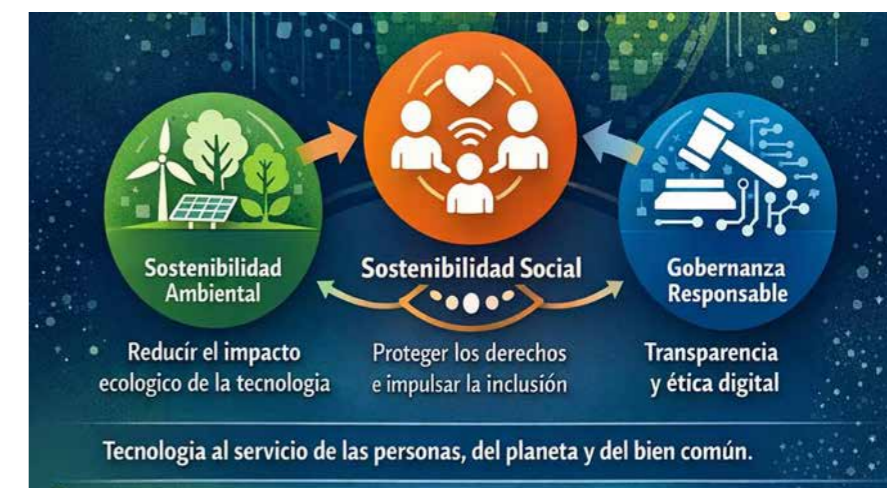 Sostenibilidad
Ambiental
Sostenibilidad Social
Gobernanza
Responsable
Reducír el impacto
ecologico de la tecnologia
Proteger los derechos
e impulsar la inclusión
Transparencia
y ética digital
Tecnologia al servicio de las personas, del planeta y del bien común.